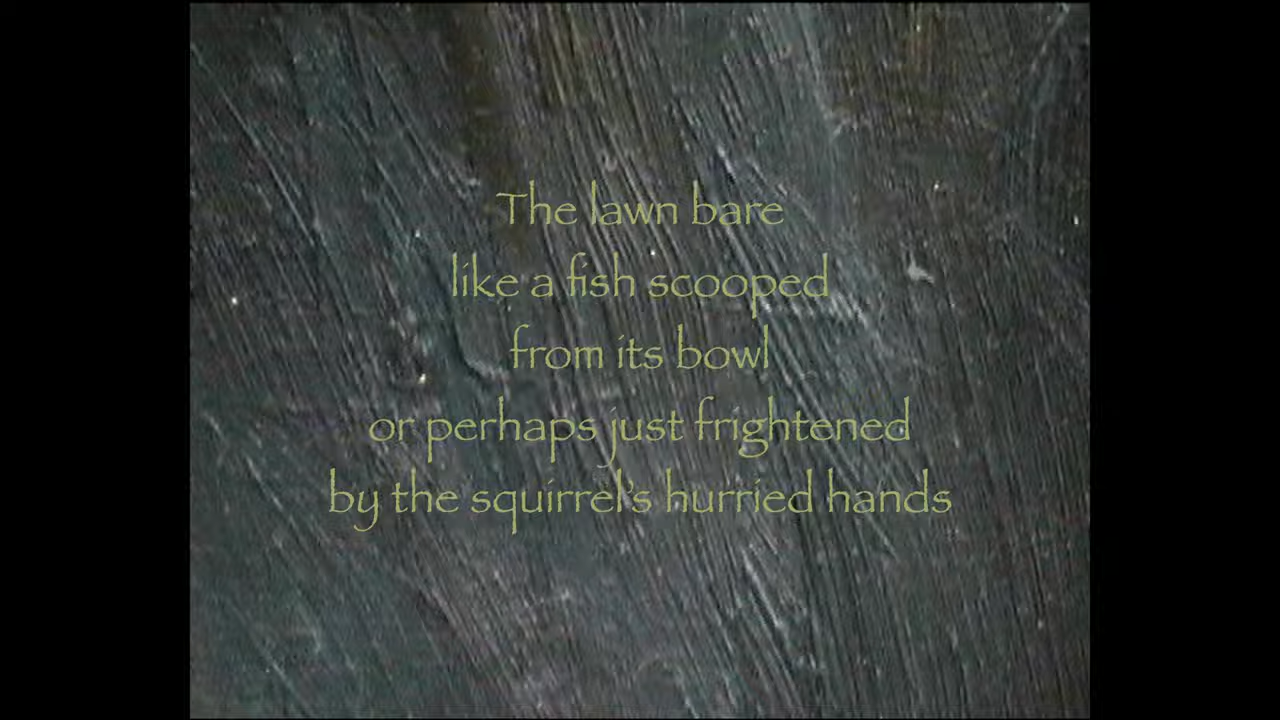 The lawn bare
like a fish scooped
from its bowl
or perhaps just frightened
by the squirrel's hurried hands